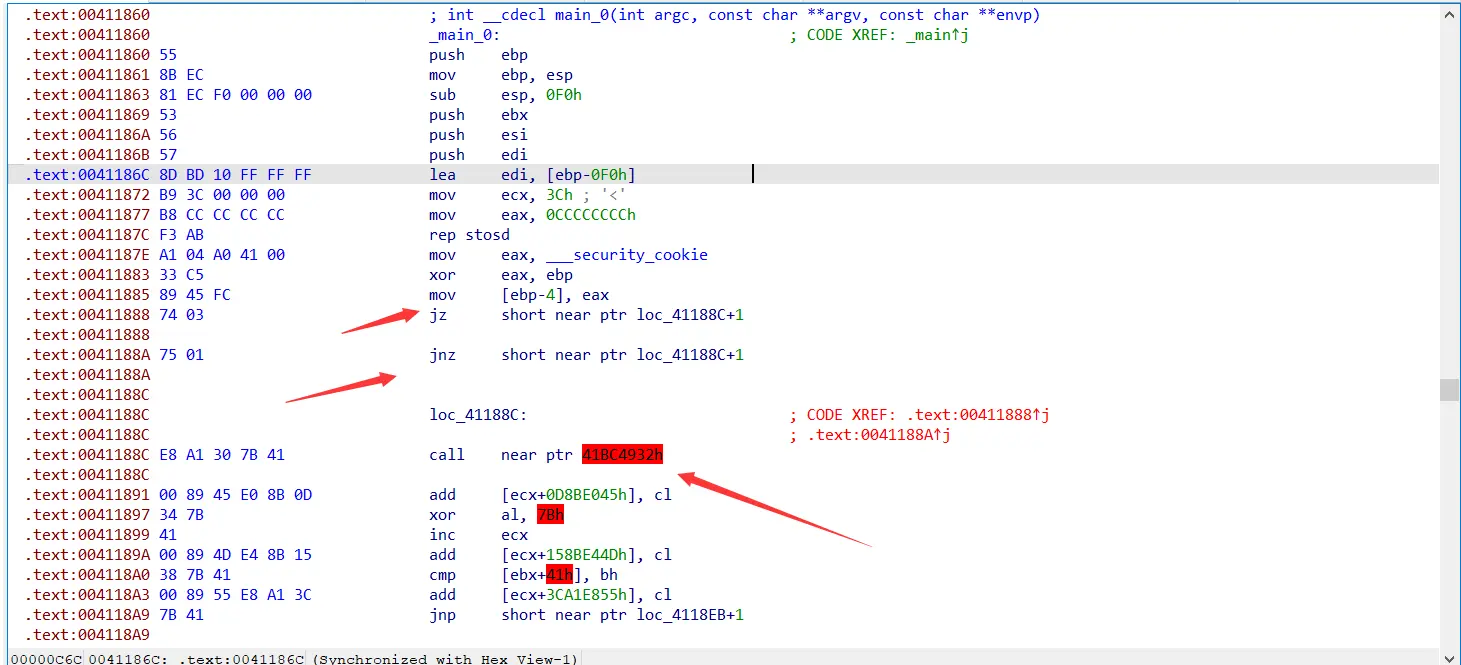 .text:00411860 ; int __cdecl main_0(int argc, const char **argv, const char **envp)
.text:00411860 _main_0: ; CODE XREF: _main↑j
.text:00411860 55 push ebp
.text:00411861 8B EC mov ebp, esp
.text:00411863 81 EC F0 00 00 00 sub esp, 0F0h
.text:00411869 53 push ebx
.text:0041186A 56 push esi
.text:0041186B 57 push edi
.text:0041186C 8D BD 10 FF FF FF lea edi, [ebp-0F0h]
.text:00411872 B9 3C 00 00 00 mov ecx, 3Ch ; '<'
.text:00411877 B8 CC CC CC CC mov eax, 0CCCCCCCCh
.text:0041187C F3 AB rep stosd
.text:0041187E A1 04 A0 41 00 mov eax, ___security_cookie
.text:00411883 33 C5 xor eax, ebp
.text:00411885 89 45 FC mov [ebp-4], eax
.text:00411888 74 03 jz short near ptr loc_41188C+1
.text:00411888
.text:0041188A 75 01 jnz short near ptr loc_41188C+1
.text:0041188A
.text:0041188C
.text:0041188C loc_41188C: ; CODE XREF: .text:00411888↑j
.text:0041188C ; .text:0041188A↑j
.text:0041188C E8 A1 30 7B 41 call near ptr 41BC4932h
.text:0041188C
.text:00411891 00 89 45 E0 8B 0D add [ecx+0D8BE045h], cl
.text:00411897 34 7B xor al, 7Bh
.text:00411899 41 inc ecx
.text:0041189A 00 89 4D E4 8B 15 add [ecx+158BE44Dh], cl
.text:004118A0 38 7B 41 cmp [ebx+41h], bh
.text:004118A3 00 89 55 E8 A1 3C add [ecx+3CA1E855h], cl
.text:004118A9 7B 41 jnp short near ptr loc_4118EB+1
.text:004118A9
00000C6C 0041186C: .text:0041186C (Synchronized with Hex View-1)